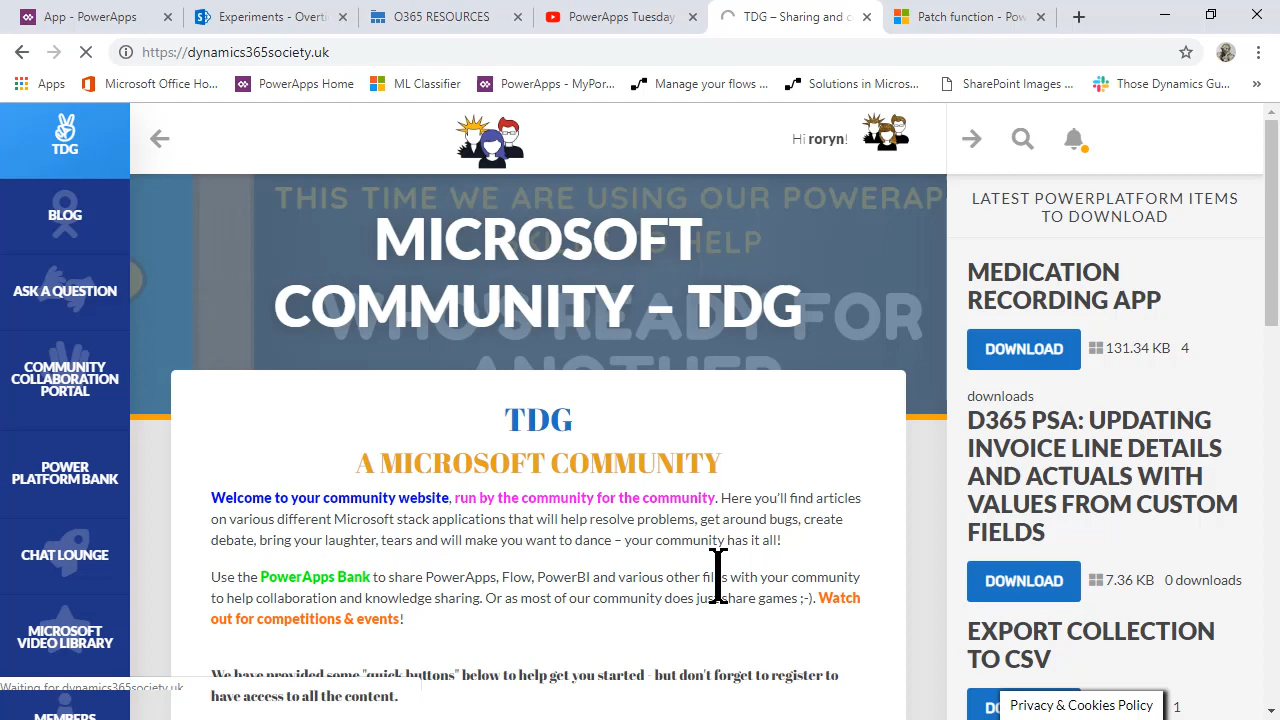 App - PowerApps
Experiments - Overti
O365 RESOURCES
PowerApps Tuesday
TDG – Sharing and c
Patch function - Pow
https://dynamics365society.uk
Apps
Microsoft Office Ho...
PowerApps Home
ML Classifier
PowerApps - MyPor...
Manage your flows ...
Solutions in Micros...
SharePoint Images ...
Those Dynamics Gu...
»
TDG
BLOG
ASK A QUESTION
COMMUNITY
COLLABORATION
PORTAL
POWER
PLATFORM BANK
CHAT LOUNGE
MICROSOFT
VIDEO LIBRARY
MEMBERS
Waiting for dynamics365society.uk
Hi roryn!
THIS TIME WE ARE USING OUR POWERAP
TO HELP
WHO'S READY FOR
ANOTHER
MICROSOFT
COMMUNITY – TDG
TDG
A MICROSOFT COMMUNITY
Welcome to your community website, run by the community for the community. Here you'll find articles
on various different Microsoft stack applications that will help resolve problems, get around bugs, create
debate, bring your laughter, tears and will make you want to dance – your community has it all!
Use the PowerApps Bank to share PowerApps, Flow, PowerBI and various other files with your community
to help collaboration and knowledge sharing. Or as most of our community does just share games ;-). Watch
out for competitions & events!
We have provided some "quick buttons" below to help get you started - but don't forget to register to
have access to all the content.
LATEST POWERPLATFORM ITEMS
TO DOWNLOAD
MEDICATION
RECORDING APP
DOWNLOAD 131.34 KB 4
downloads
D365 PSA: UPDATING
INVOICE LINE DETAILS
AND ACTUALS WITH
VALUES FROM CUSTOM
FIELDS
DOWNLOAD 7.36 KB 0 downloads
EXPORT COLLECTION
TO CSV
1
Privacy & Cookies Policy